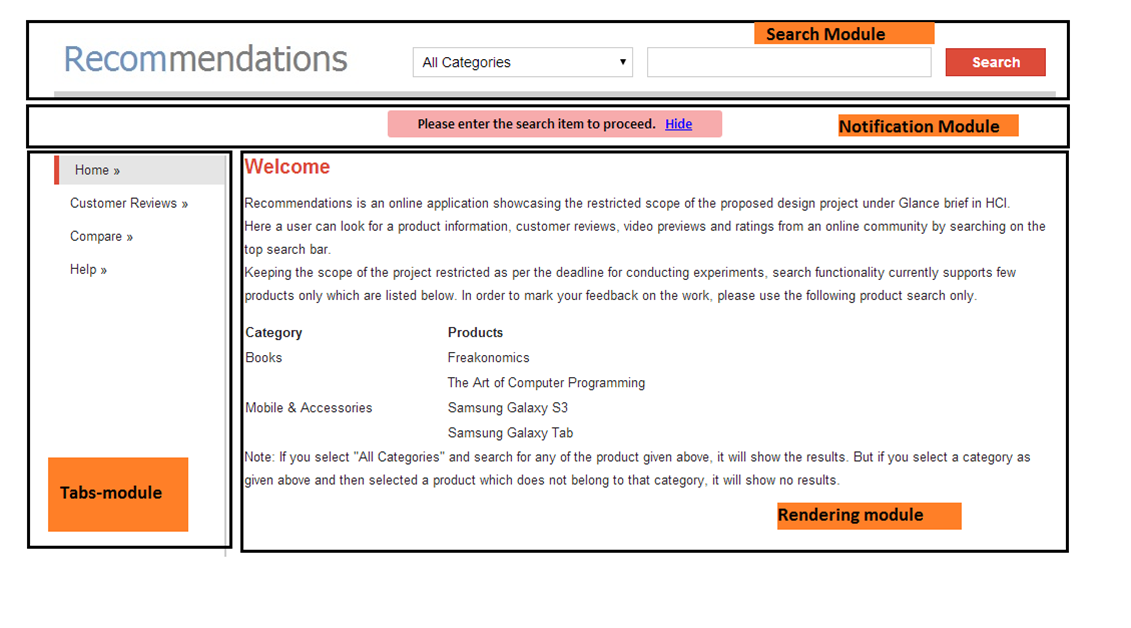 Search Module
Recommendations
All Categories
Search
Please enter the search item to proceed. Hide
Notification Module
Home »
Customer Reviews »
Compare »
Help »
Tabs-module
Welcome
Recommendations is an online application showcasing the restricted scope of the proposed design project under Glance brief in HCI.
Here a user can look for a product information, customer reviews, video previews and ratings from an online community by searching on the
top search bar.
Keeping the scope of the project restricted as per the deadline for conducting experiments, search functionality currently supports few
products only which are listed below. In order to mark your feedback on the work, please use the following product search only.
Category Products
Books Freakonomics
The Art of Computer Programming
Mobile & Accessories Samsung Galaxy S3
Samsung Galaxy Tab
Note: If you select "All Categories" and search for any of the product given above, it will show the results. But if you select a category as
given above and then selected a product which does not belong to that category, it will show no results.
Rendering module